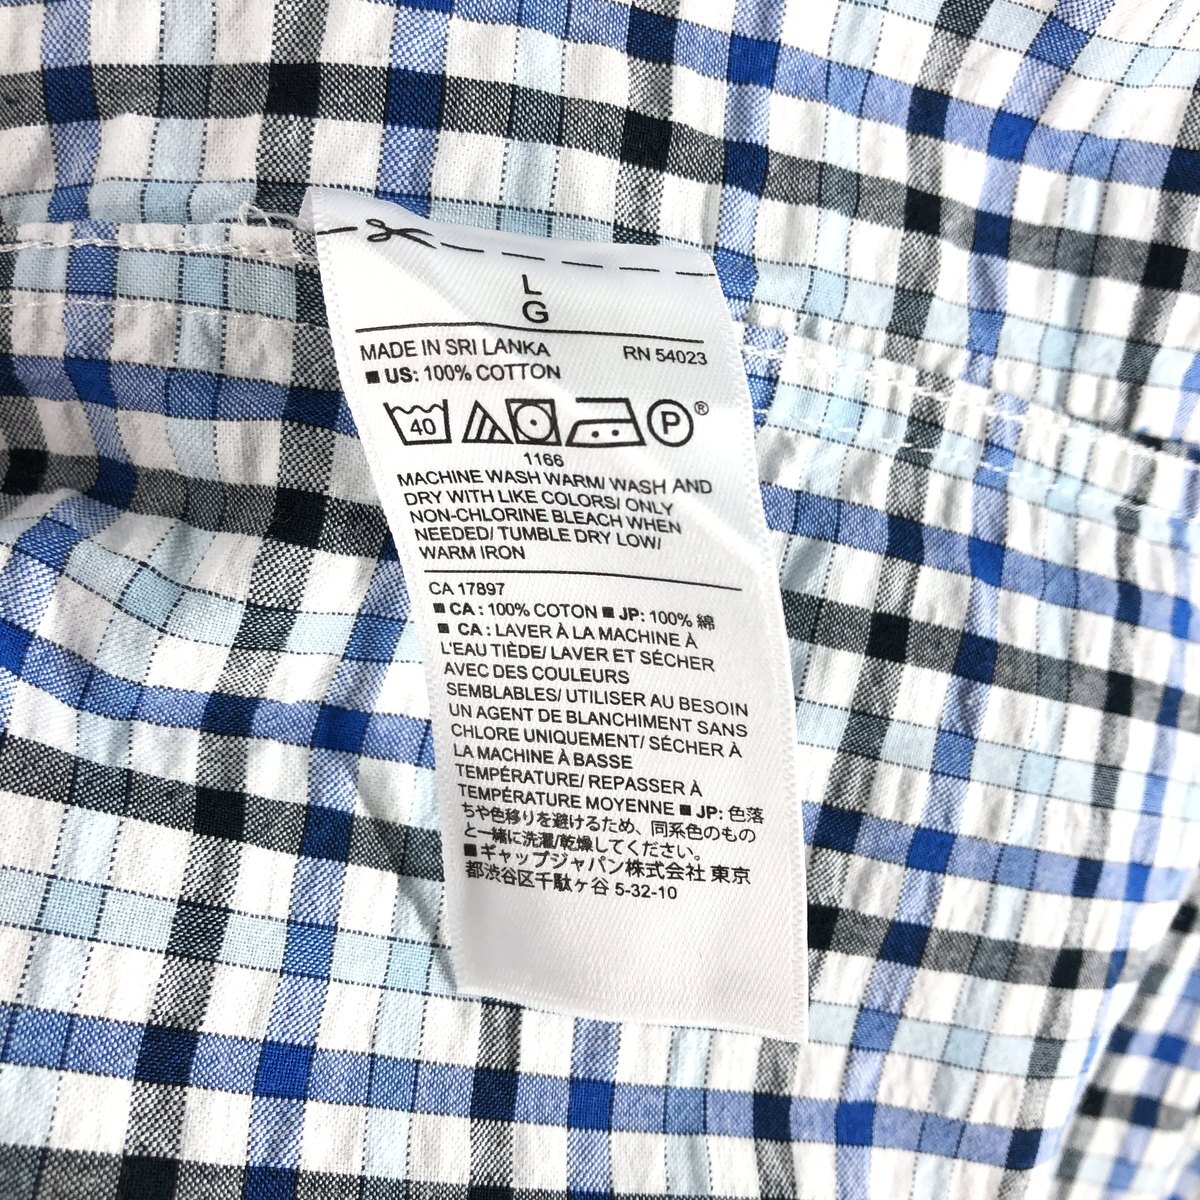 L
G
MADE IN SRI LANKA RN 54023
■ US: 100% COTTON
40 P ®
1166
MACHINE WASH WARM/ WASH AND
DRY WITH LIKE COLORS/ ONLY
NON-CHLORINE BLEACH WHEN
NEEDED/ TUMBLE DRY LOW/
WARM IRON
CA 17897
■ CA : 100% COTON ■ JP: 100% 綿
■ CA : LAVER À LA MACHINE À
L'EAU TIÈDE/ LAVER ET SÉCHER
AVEC DES COULEURS
SEMBLABLES/ UTILISER AU BESOIN
UN AGENT DE BLANCHIMENT SANS
CHLORE UNIQUEMENT/ SÉCHER À
LA MACHINE À BASSE
TEMPÉRATURE/ REPASSER À
TEMPÉRATURE MOYENNE ■ JP: 色落
ちや色移りを避けるため、同系色のもの
と一緒に洗濯/乾燥してください。
■ギャップジャパン株式会社 東京
都渋谷区千駄ヶ谷 5-32-10